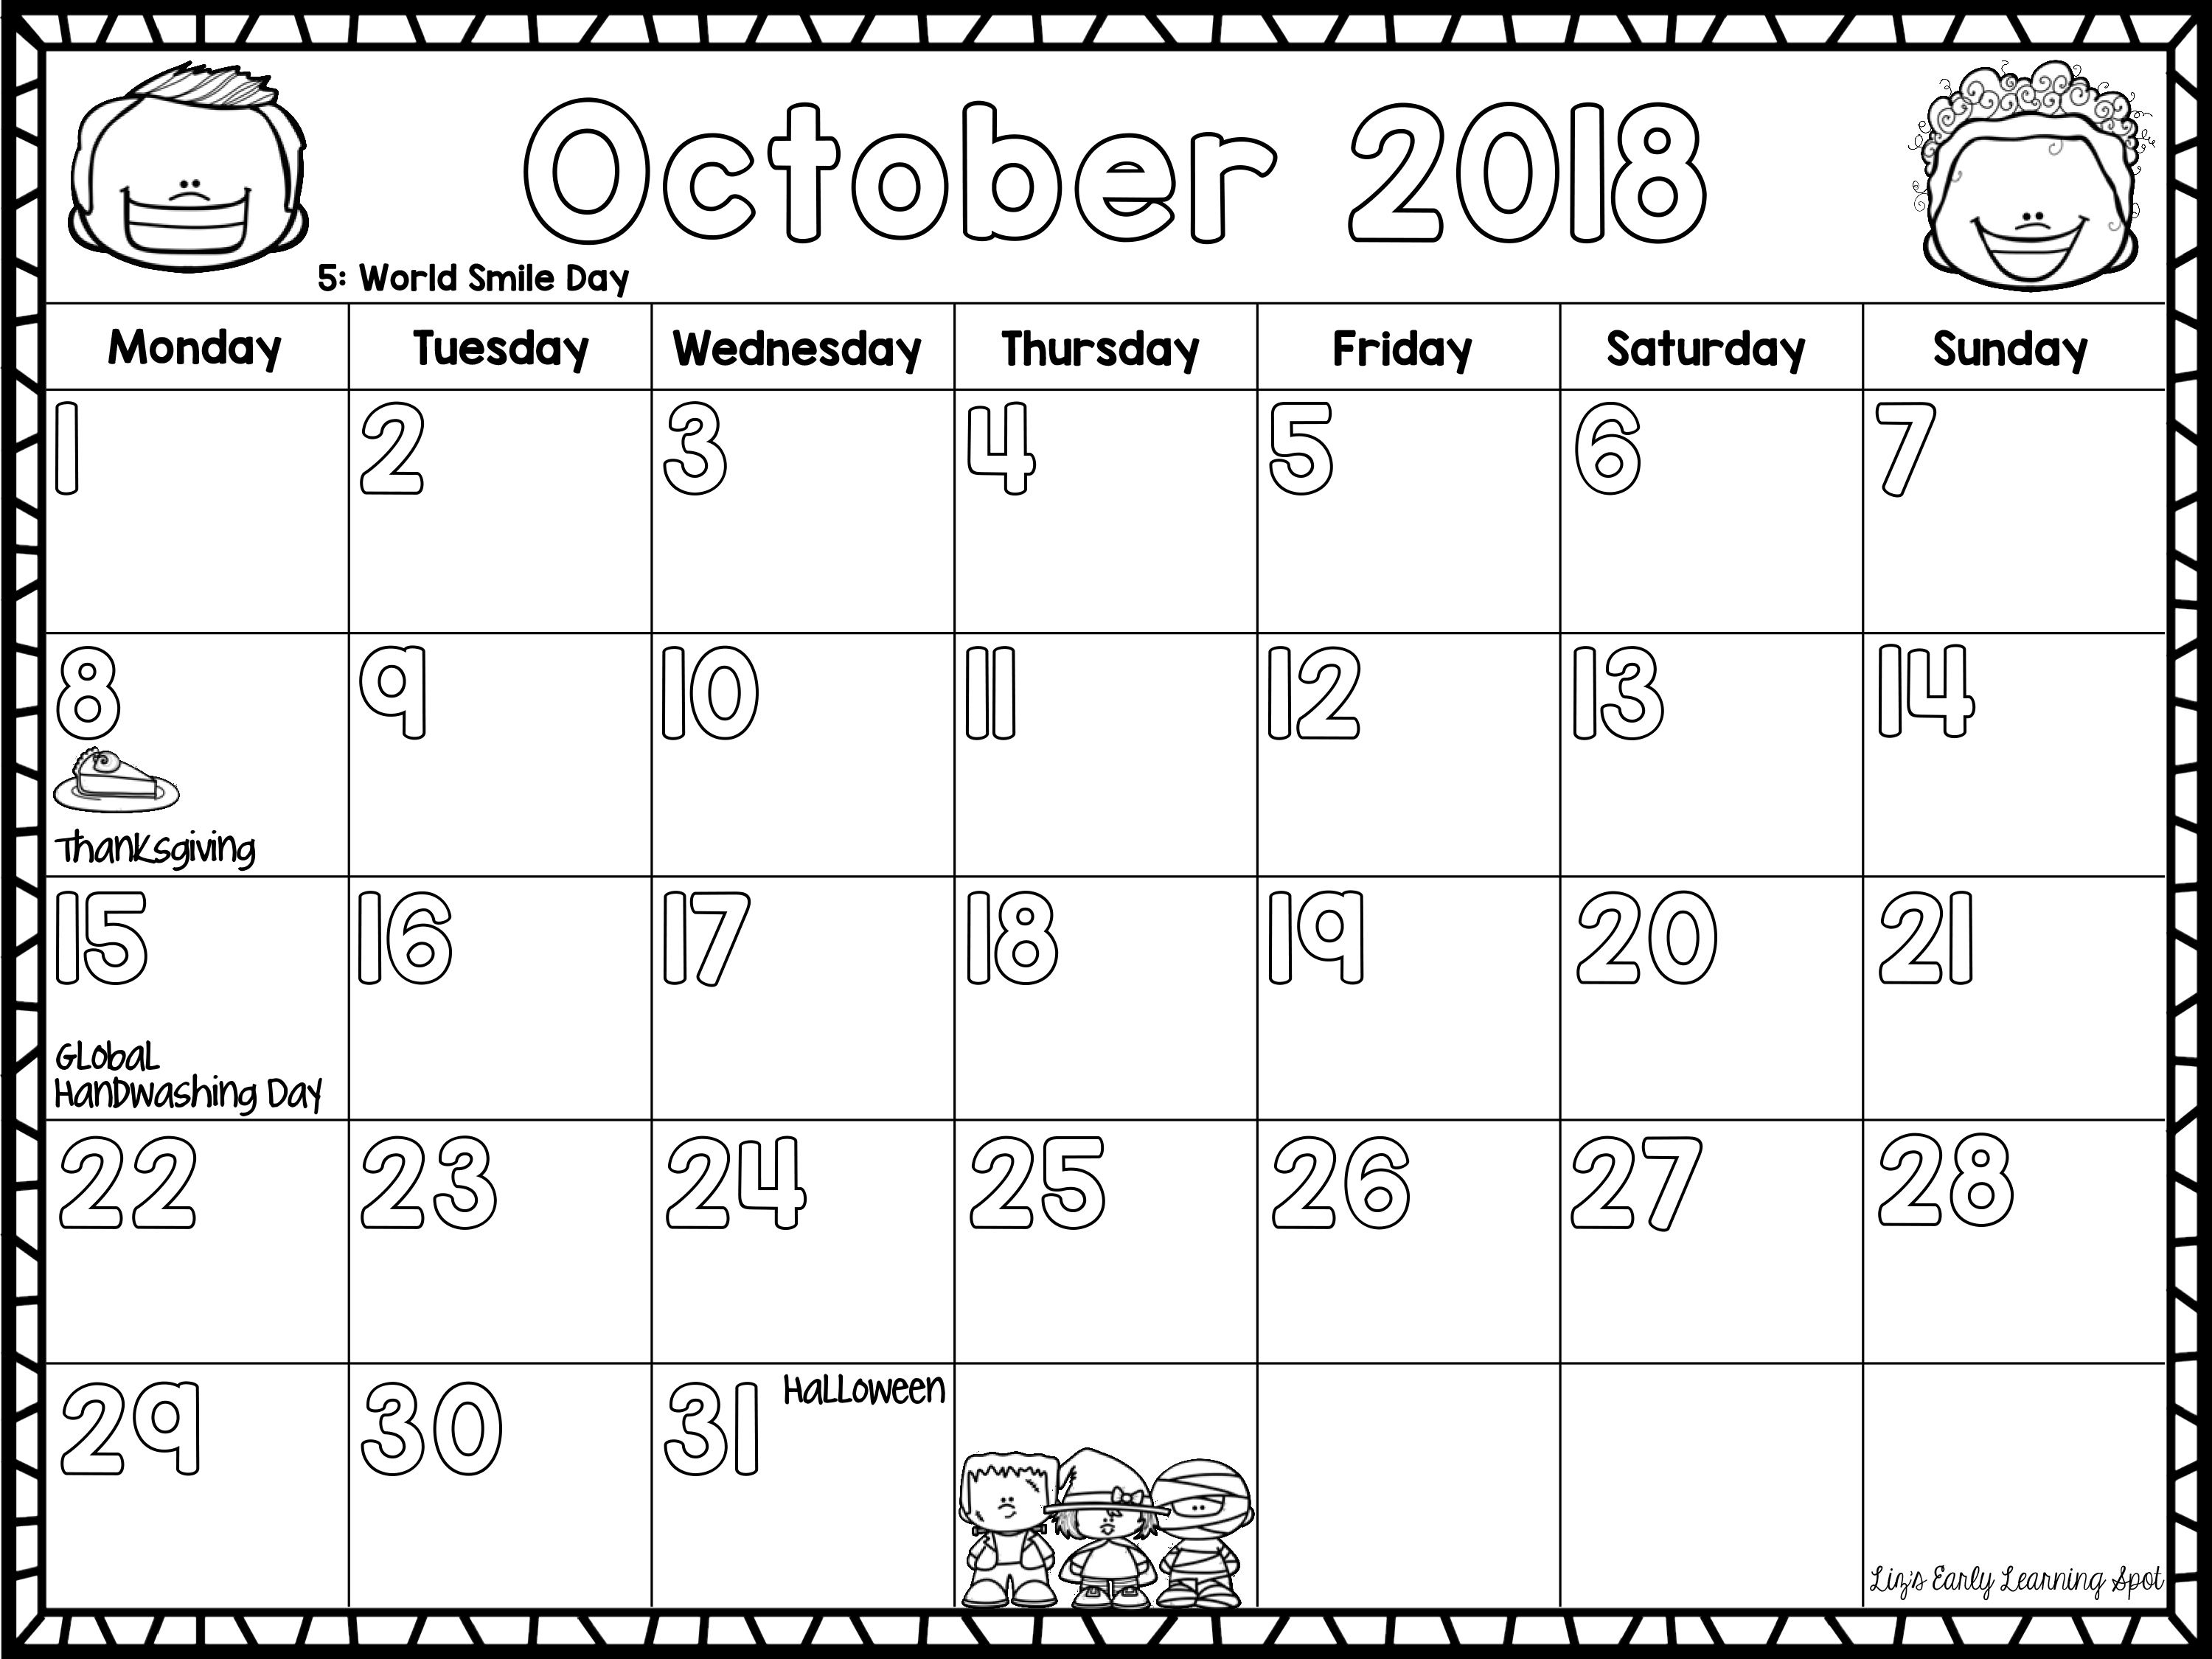 October 2018
5: World Smile Day
Monday Tuesday Wednesday Thursday Friday Saturday Sunday
1 2 3 4 5 6 7
8 9 10 11 12 13 14
Thanksgiving
15 16 17 18 19 20 21
Global
Handwashing Day
22 23 24 25 26 27 28
29 30 31 Halloween
Liz's Early Learning Spot